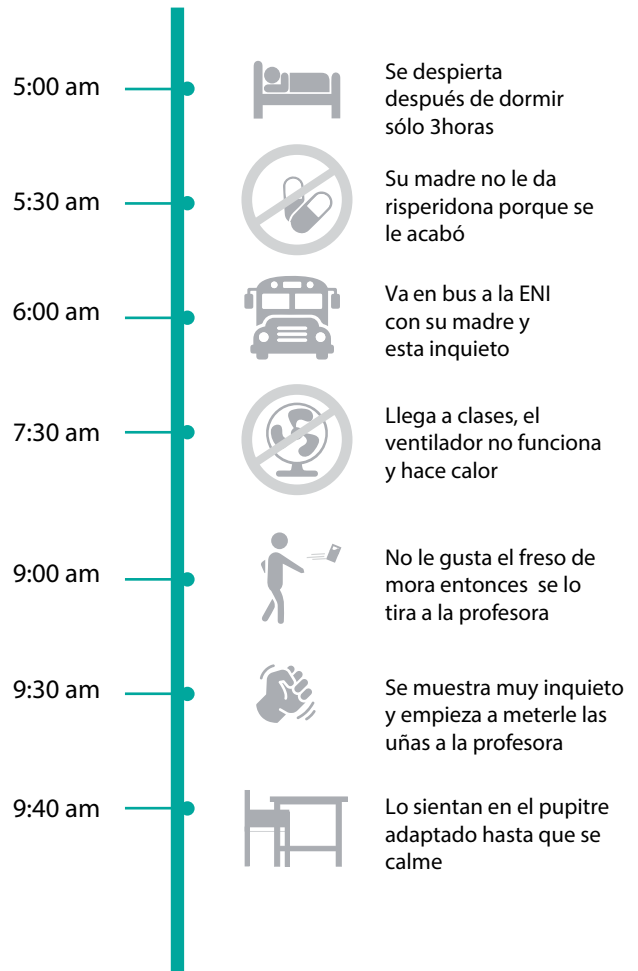 5:00 am
Se despierta
después de dormir
sólo 3horas
5:30 am
Su madre no le da
risperidona porque se
le acabó
6:00 am
Va en bus a la ENI
con su madre y
esta inquieto
7:30 am
Llega a clases, el
ventilador no funciona
y hace calor
9:00 am
No le gusta el freso de
mora entonces se lo
tira a la profesora
9:30 am
Se muestra muy inquieto
y empieza a meterle las
uñas a la profesora
9:40 am
Lo sientan en el pupitre
adaptado hasta que se
calme